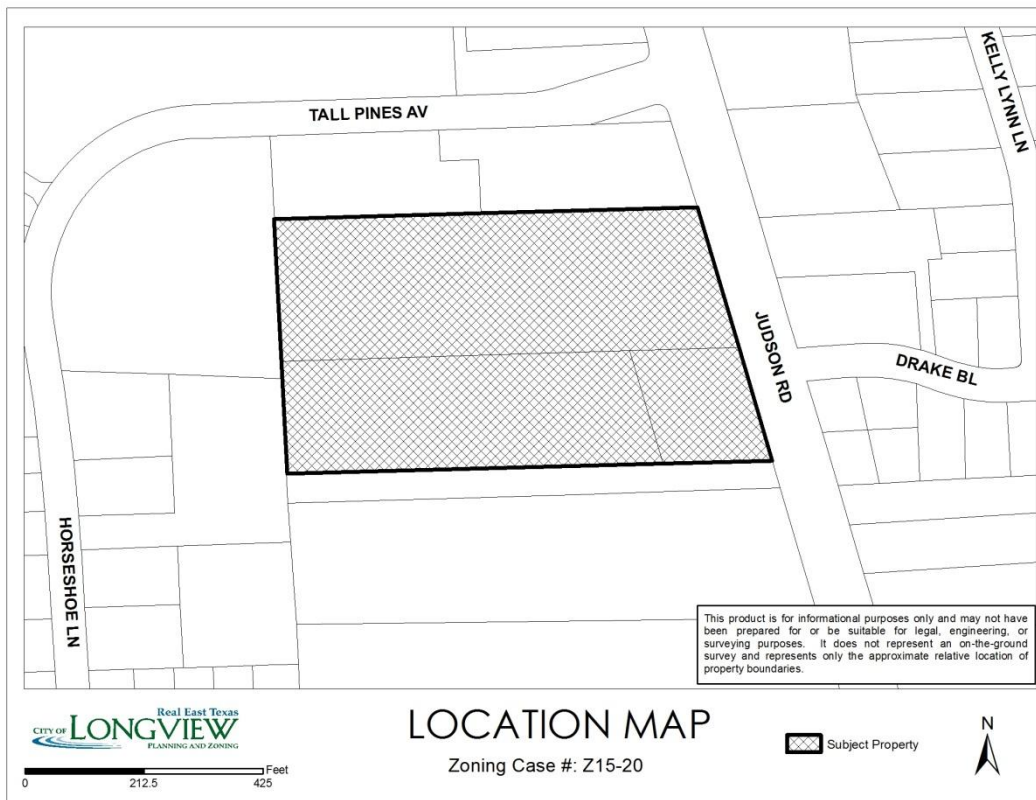 KELLY LYNN LN
TALL PINES AV
JUDSON RD
DRAKE BL
HORSESHOE LN
This product is for informational purposes only and may not have
been prepared for or be suitable for legal, engineering, or
surveying purposes. It does not represent an on-the-ground
survey and represents only the approximate relative location of
property boundaries.
Real East Texas
CITY OF LONGVIEW
PLANNING AND ZONING
Feet
0 212.5 425
LOCATION MAP
Zoning Case #: Z15-20
Subject Property
N